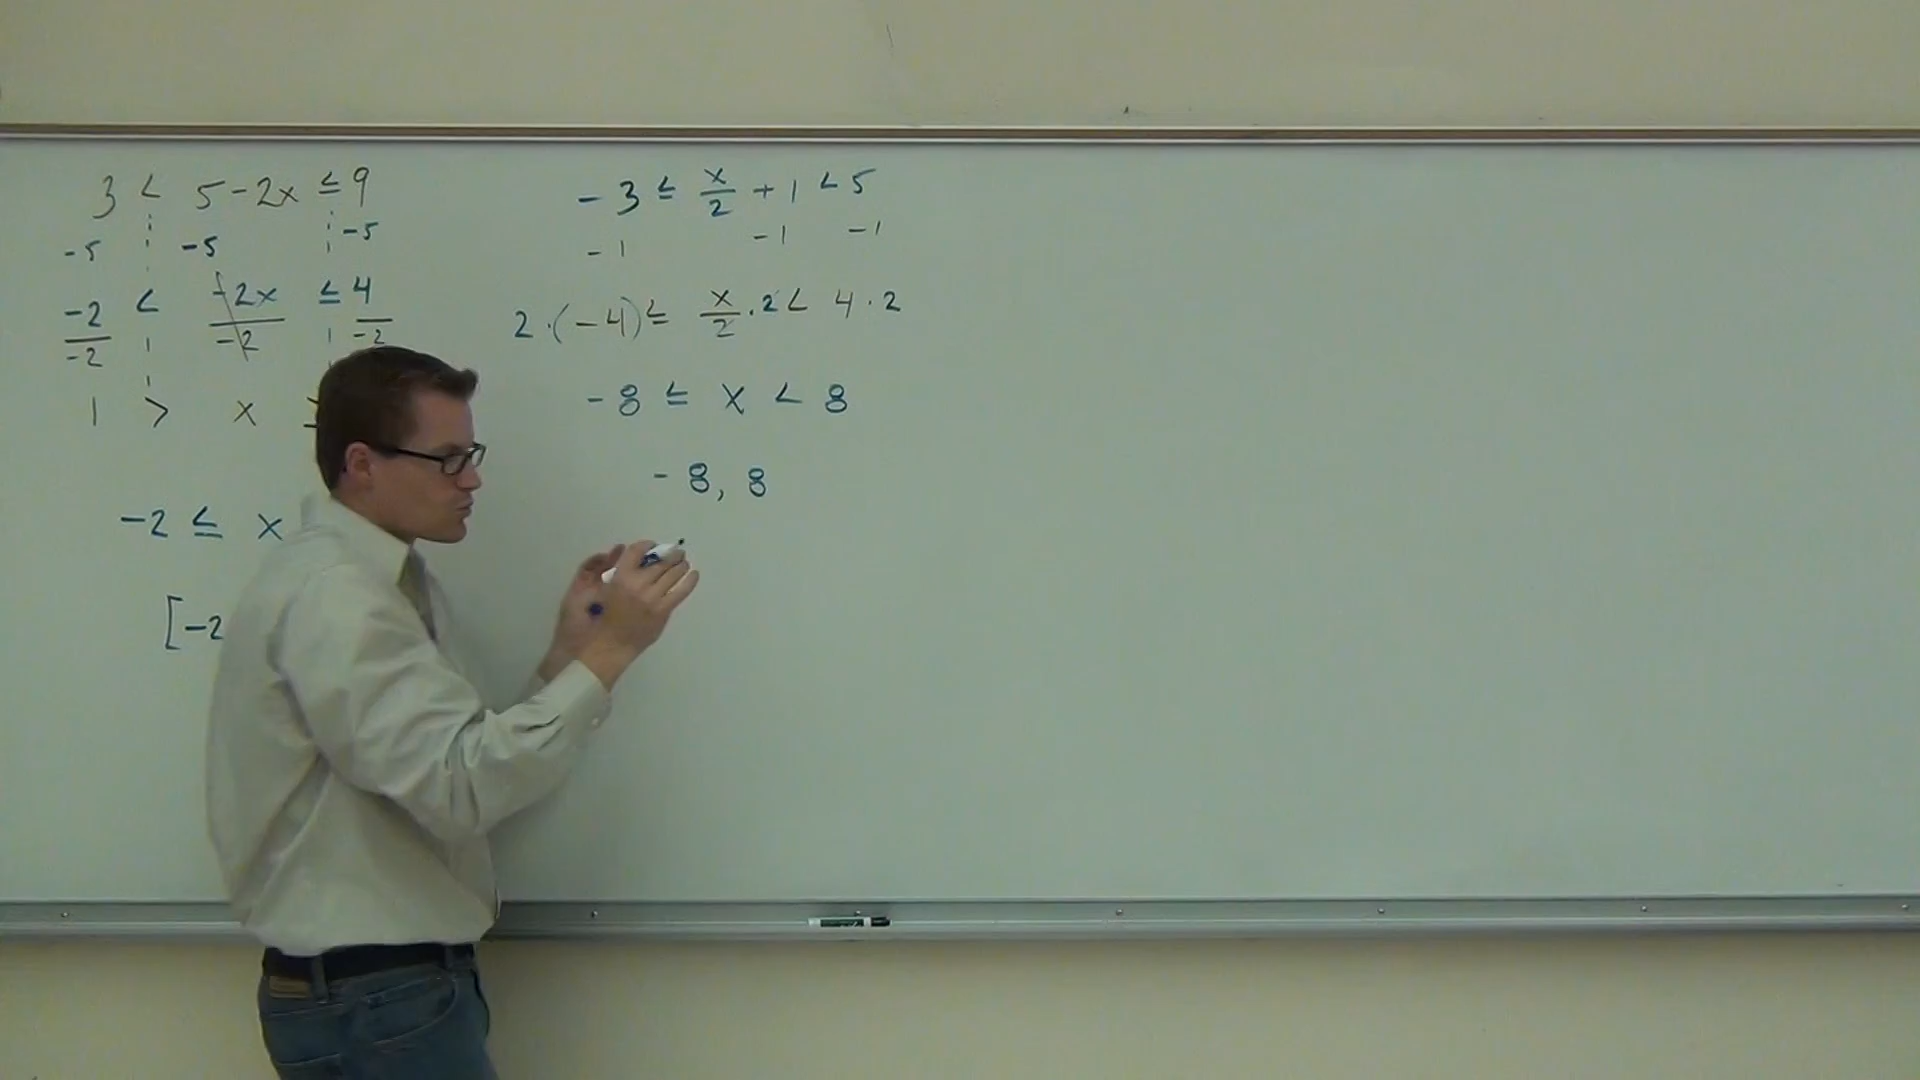 3 < 5 - 2x ≤ 9
-5 -5 -5
-2 < -2x ≤ 4
-2 -2 -2
1 > x ≥
-2 ≤ x
[-2
-3 ≤ x/2 + 1 < 5
-1 -1 -1
2 · (-4) ≤ x/2 · 2 < 4 · 2
-8 ≤ x < 8
-8, 8